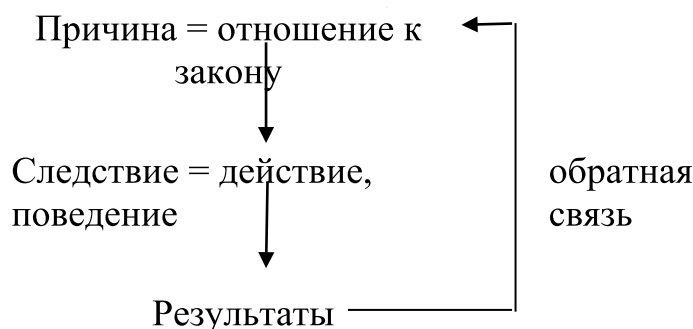 Причина = отношение к
закону
Следствие = действие,
поведение
обратная
связь
Результаты